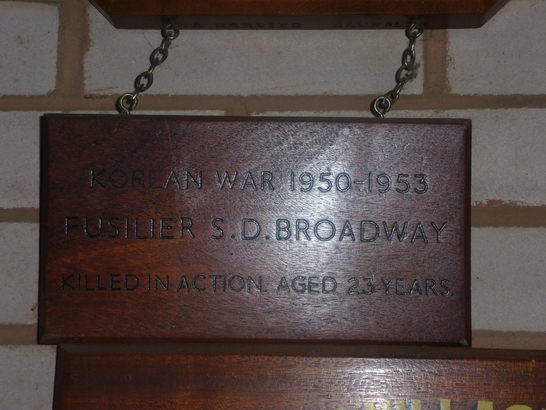 KOREAN WAR 1950-1953
FUSILIER S.D.BROADWAY
KILLED IN ACTION. AGED 23 YEARS.